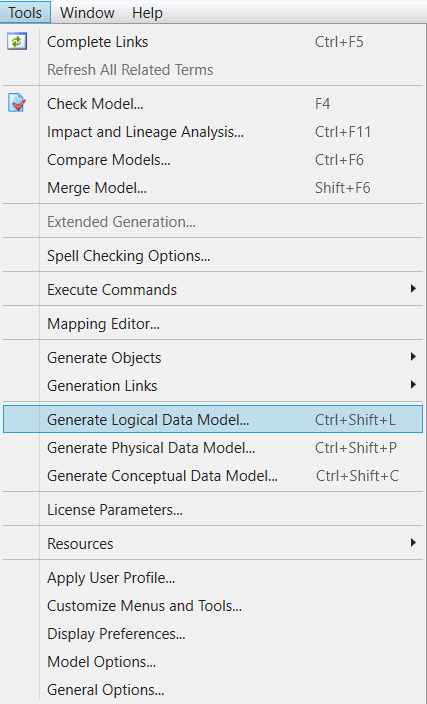 Tools Window Help
Complete Links Ctrl+F5
Refresh All Related Terms
Check Model... F4
Impact and Lineage Analysis... Ctrl+F11
Compare Models... Ctrl+F6
Merge Model... Shift+F6
Extended Generation...
Spell Checking Options...
Execute Commands
Mapping Editor...
Generate Objects
Generation Links
Generate Logical Data Model... Ctrl+Shift+L
Generate Physical Data Model... Ctrl+Shift+P
Generate Conceptual Data Model... Ctrl+Shift+C
License Parameters...
Resources
Apply User Profile...
Customize Menus and Tools...
Display Preferences...
Model Options...
General Options...